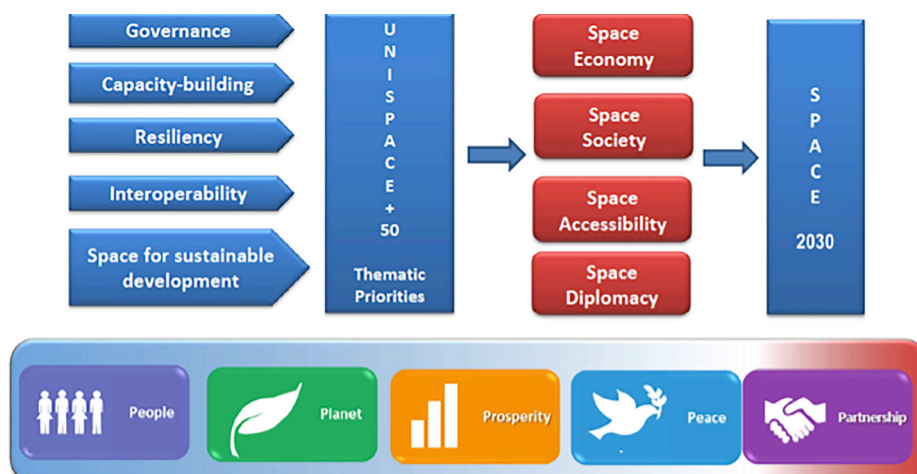 Governance
Capacity-building
Resiliency
Interoperability
Space for sustainable
development
U
N
I
S
P
A
C
E
+
50
Thematic
Priorities
Space
Economy
Space
Society
Space
Accessibility
Space
Diplomacy
S
P
A
C
E
2030
People
Planet
Prosperity
Peace
Partnership